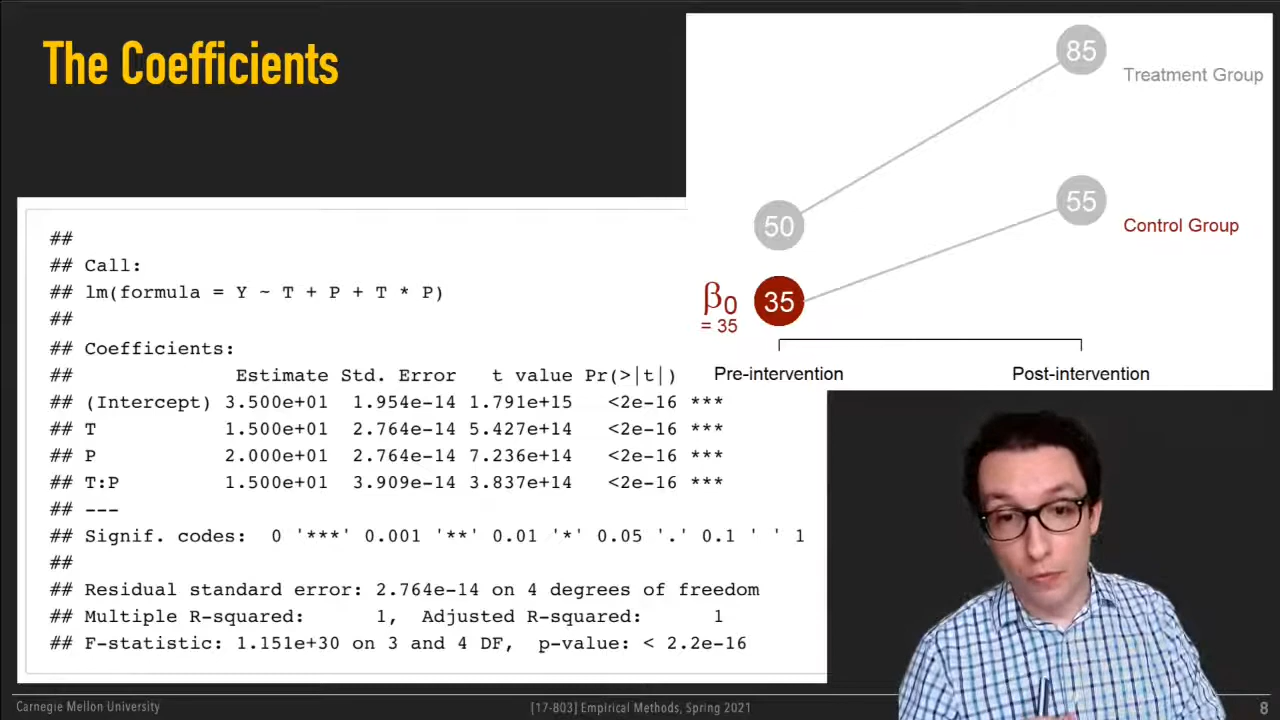 The Coefficients
85
Treatment Group
50
55
Control Group
β0
= 35
35
Pre-intervention
Post-intervention
##
## Call:
## lm(formula = Y ~ T + P + T * P)
##
## Coefficients:
## Estimate Std. Error t value Pr(>|t|)
## (Intercept) 3.500e+01 1.954e-14 1.791e+15 <2e-16 ***
## T 1.500e+01 2.764e-14 5.427e+14 <2e-16 ***
## P 2.000e+01 2.764e-14 7.236e+14 <2e-16 ***
## T:P 1.500e+01 3.909e-14 3.837e+14 <2e-16 ***
## ---
## Signif. codes: 0 '***' 0.001 '**' 0.01 '*' 0.05 '.' 0.1 ' ' 1
##
## Residual standard error: 2.764e-14 on 4 degrees of freedom
## Multiple R-squared: 1, Adjusted R-squared: 1
## F-statistic: 1.151e+30 on 3 and 4 DF, p-value: < 2.2e-16
Carnegie Mellon University
[17-803] Empirical Methods, Spring 2021
8